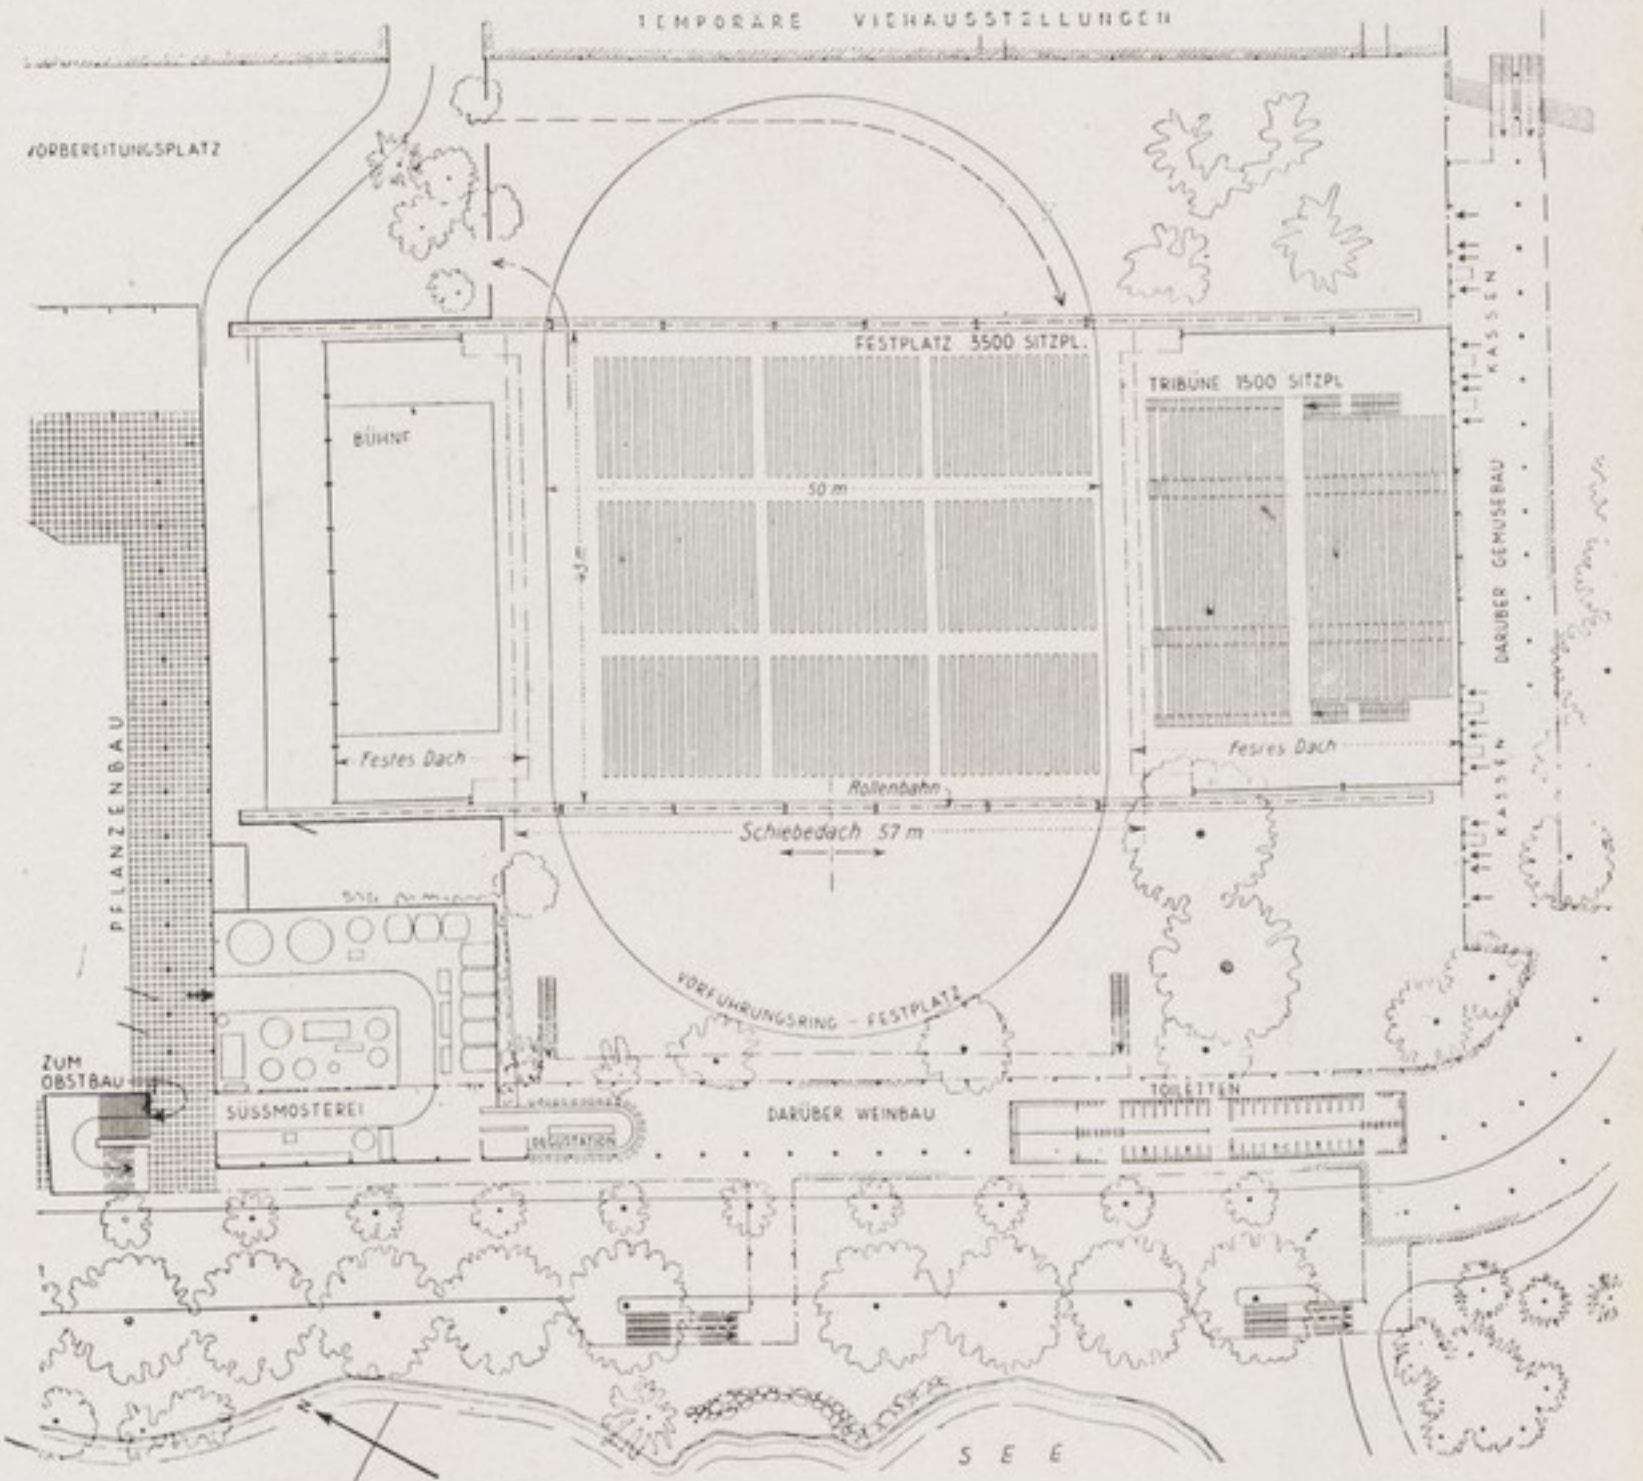 TEMPORÄRE VIEHAUSSTELLUNGEN
VORBEREITUNGSPLATZ
FESTPLATZ 3500 SITZPL.
TRIBÜNE 1500 SITZPL
BÜHNE
50 m
43 m
KASSEN
DARÜBER GEMÜSEBAU
KASSEN
PFLANZENBAU
Festes Dach
Festes Dach
Rollenbahn
Schiebedach 57 m
VORFÜHRUNGSRING - FESTPLATZ
ZUM
OBSTBAU
SÜSSMOSTEREI
DEGUSTATION
DARÜBER WEINBAU
TOILETTEN
N
SEE